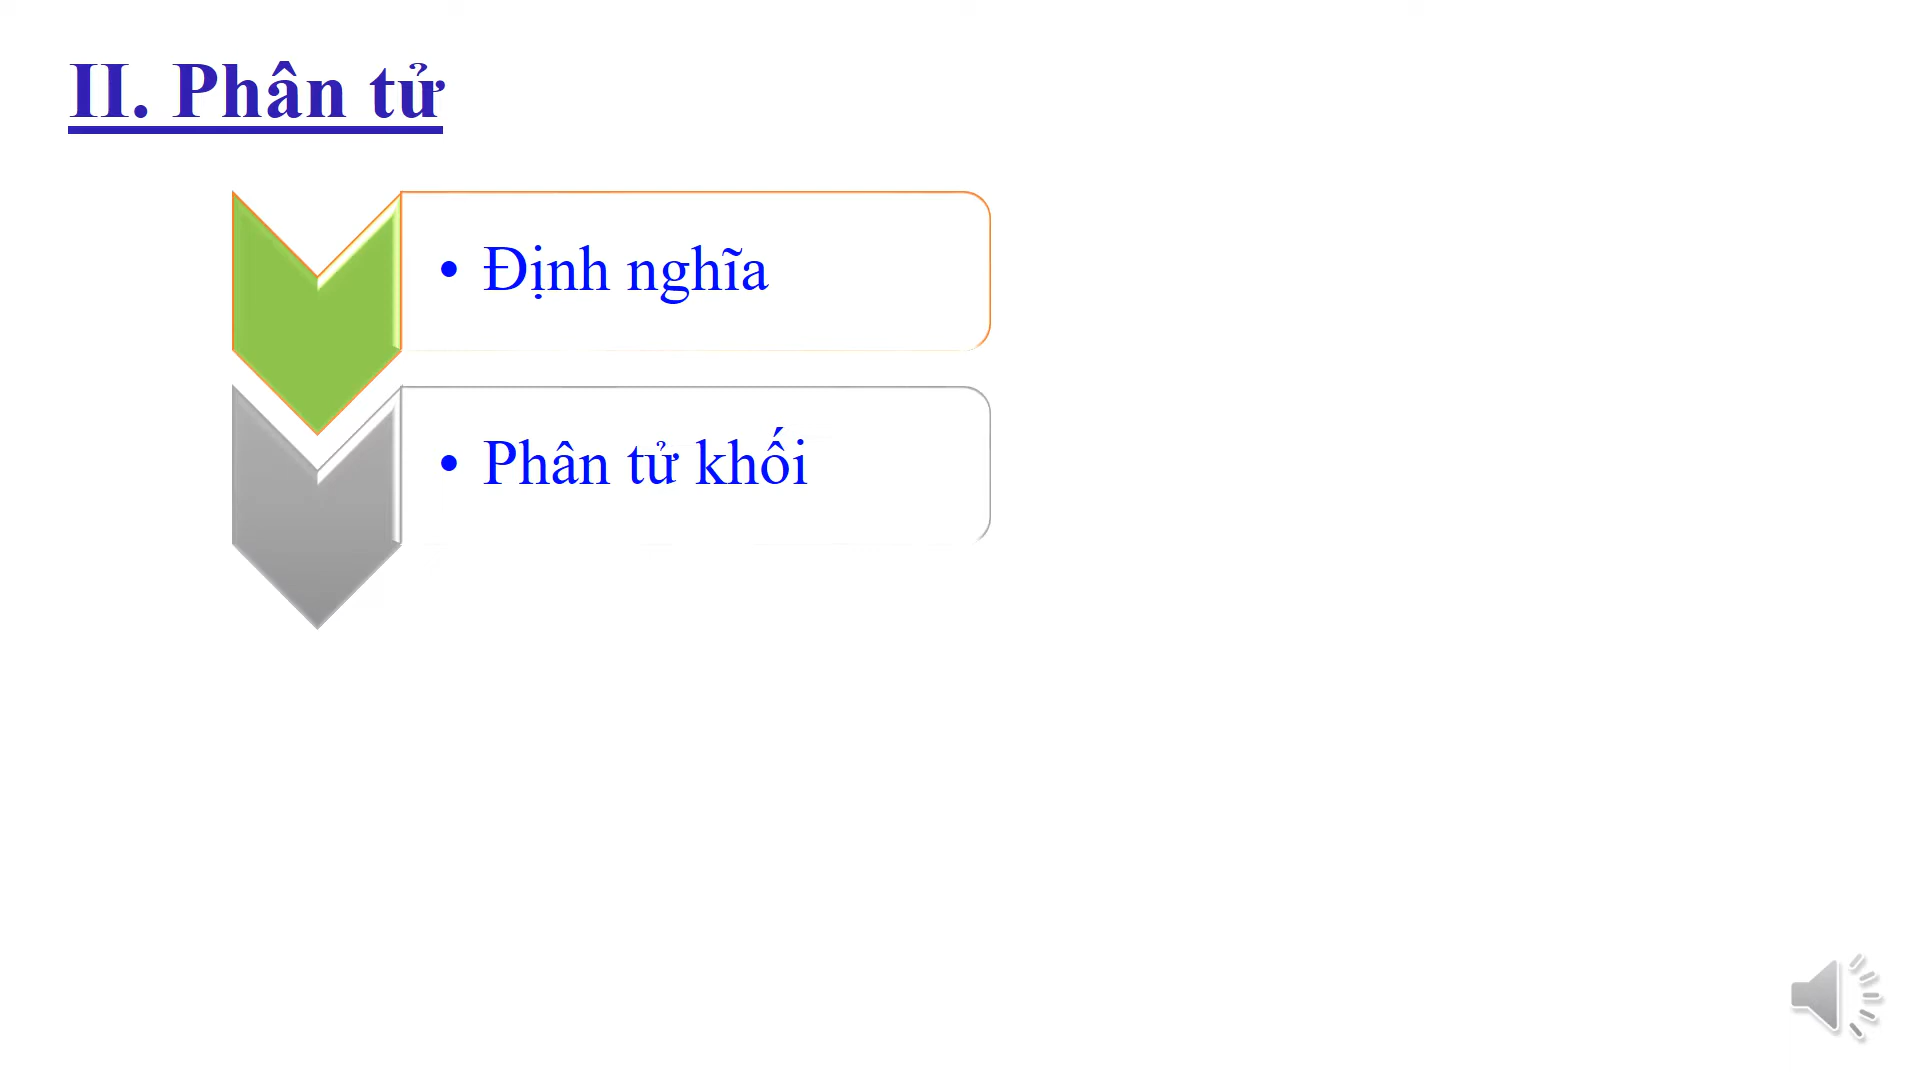 II. Phân tử
• Định nghĩa
• Phân tử khối